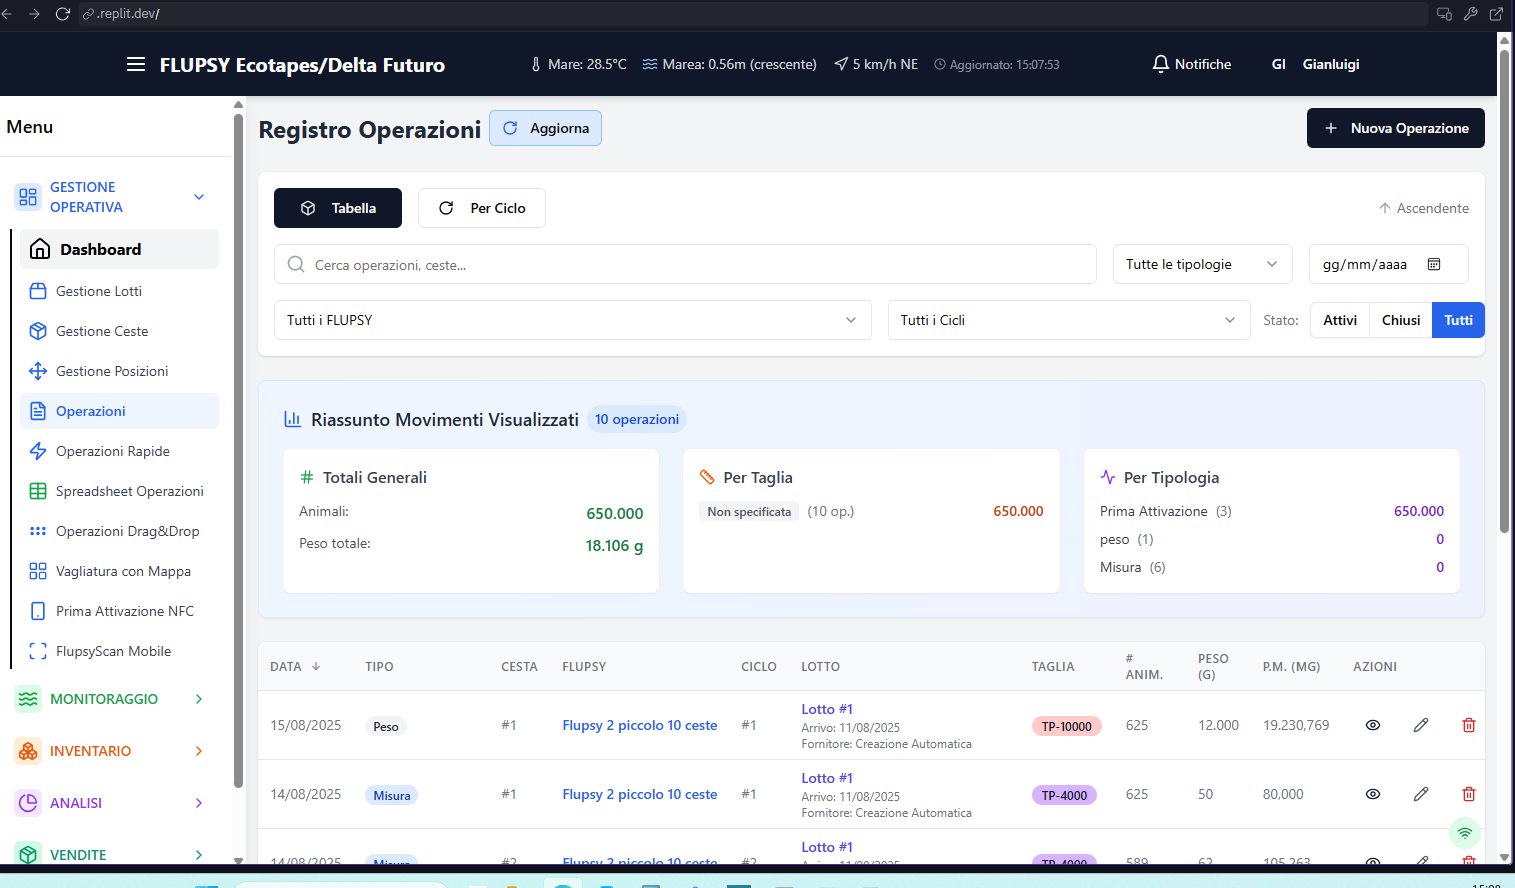 .replit.dev/
FLUPSY Ecotapes/Delta Futuro
Mare: 28.5°C
Marea: 0.56m (crescente)
5 km/h NE
Aggiornato: 15:07:53
Notifiche
GI
Gianluigi
Menu
GESTIONE
OPERATIVA
Dashboard
Gestione Lotti
Gestione Ceste
Gestione Posizioni
Operazioni
Operazioni Rapide
Spreadsheet Operazioni
Operazioni Drag&Drop
Vagliatura con Mappa
Prima Attivazione NFC
FlupsyScan Mobile
MONITORAGGIO
INVENTARIO
ANALISI
VENDITE
Registro Operazioni
Aggiorna
Nuova Operazione
Tabella
Per Ciclo
Ascendente
Cerca operazioni, ceste...
Tutte le tipologie
gg/mm/aaaa
Tutti i FLUPSY
Tutti i Cicli
Stato:
Attivi
Chiusi
Tutti
Riassunto Movimenti Visualizzati
10 operazioni
Totali Generali
Animali: 650.000
Peso totale: 18.106 g
Per Taglia
Non specificata (10 op.) 650.000
Per Tipologia
Prima Attivazione (3) 650.000
peso (1) 0
Misura (6) 0
DATA TIPO CESTA FLUPSY CICLO LOTTO TAGLIA # ANIM. PESO (G) P.M. (MG) AZIONI
15/08/2025 Peso #1 Flupsy 2 piccolo 10 ceste #1
Lotto #1
Arrivo: 11/08/2025
Fornitore: Creazione Automatica
TP-10000 625 12.000 19.230,769
14/08/2025 Misura #1 Flupsy 2 piccolo 10 ceste #1
Lotto #1
Arrivo: 11/08/2025
Fornitore: Creazione Automatica
TP-4000 625 50 80,000
14/08/2025 Misura #2 Flupsy 2 piccolo 10 ceste #2
Lotto #1
TP-4000 589 62 105,263